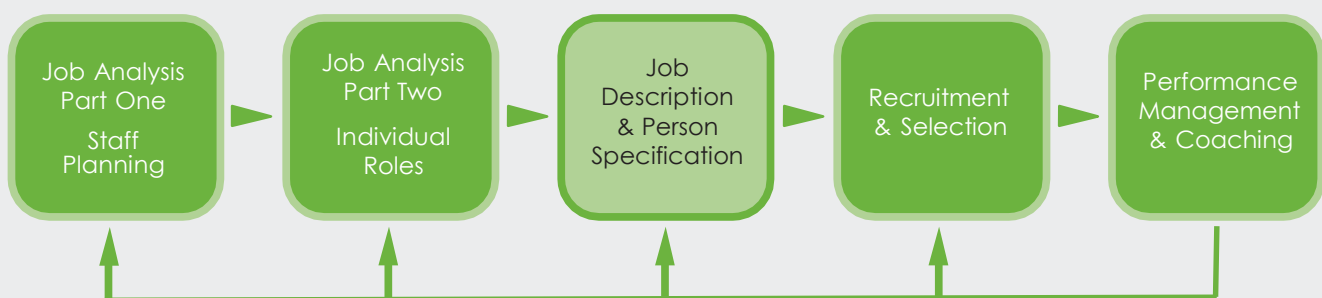 Job Analysis
Part One
Staff
Planning
Job Analysis
Part Two
Individual
Roles
Job
Description
& Person
Specification
Recruitment
& Selection
Performance
Management
& Coaching